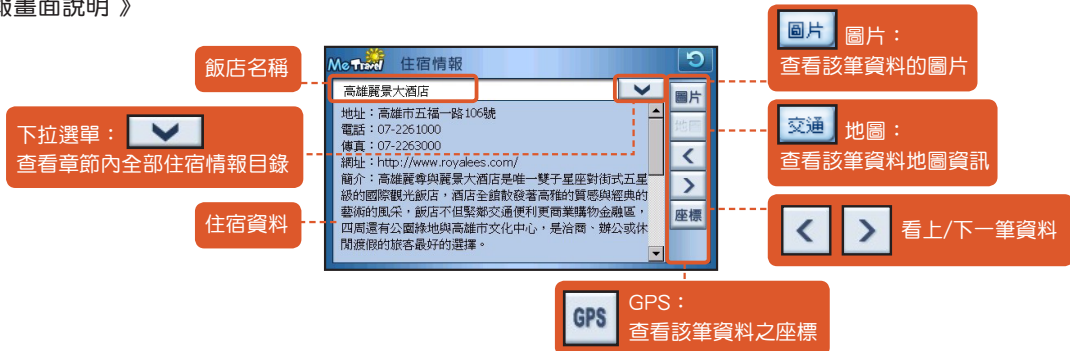 報畫面說明 》
飯店名稱
下拉選單：
查看章節內全部住宿情報目錄
住宿資料
MeTravel 住宿情報
高雄麗景大酒店
地址：高雄市五福一路106號
電話：07-2261000
傳真：07-2263000
網址：http://www.royalees.com/
簡介：高雄麗尊與麗景大酒店是唯一雙子星座對街式五星
級的國際觀光飯店，酒店全館散發著高雅的質感與經典的
藝術的風采，飯店不但緊鄰交通便利更商業購物金融區，
四周還有公園綠地與高雄市文化中心，是洽商、辦公或休
閒渡假的旅客最好的選擇。
圖片
地圖
座標
圖片 圖片：
查看該筆資料的圖片
交通 地圖：
查看該筆資料地圖資訊
看上/下一筆資料
GPS GPS：
查看該筆資料之座標